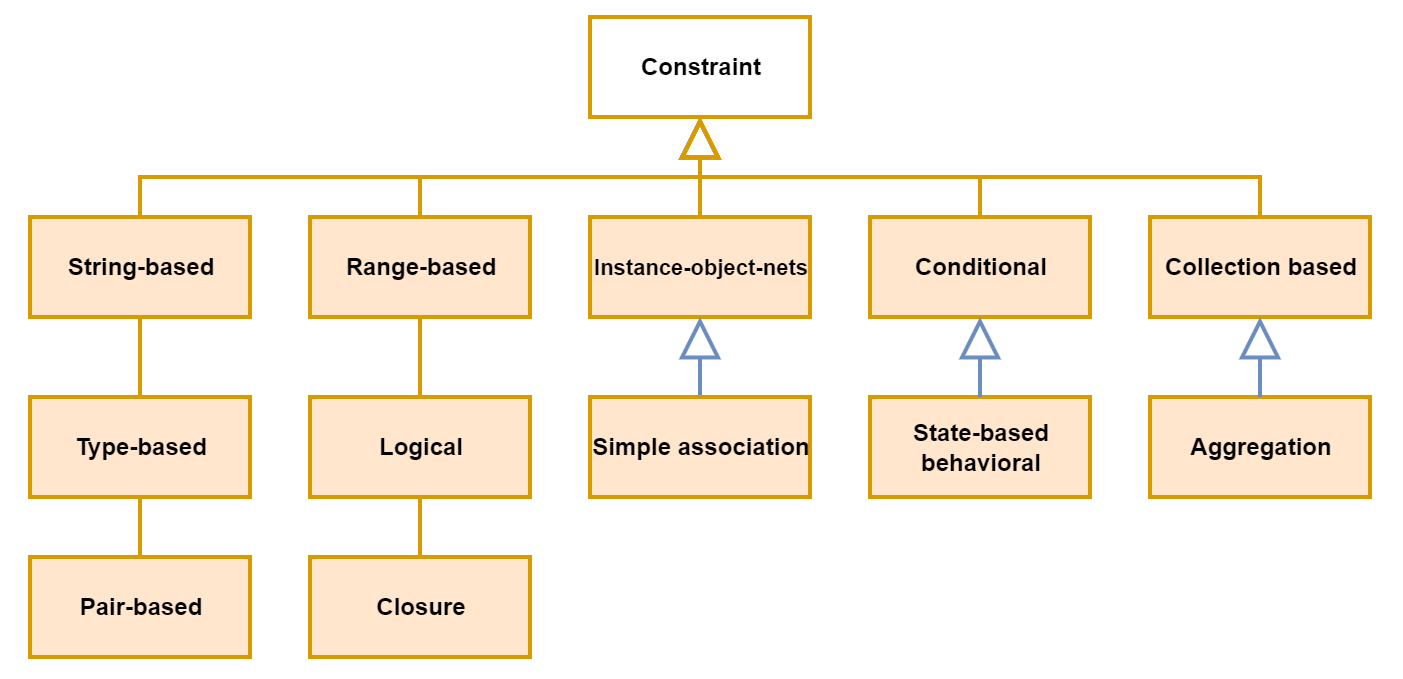 Constraint
String-based
Range-based
Instance-object-nets
Conditional
Collection based
Type-based
Logical
Simple association
State-based
behavioral
Aggregation
Pair-based
Closure